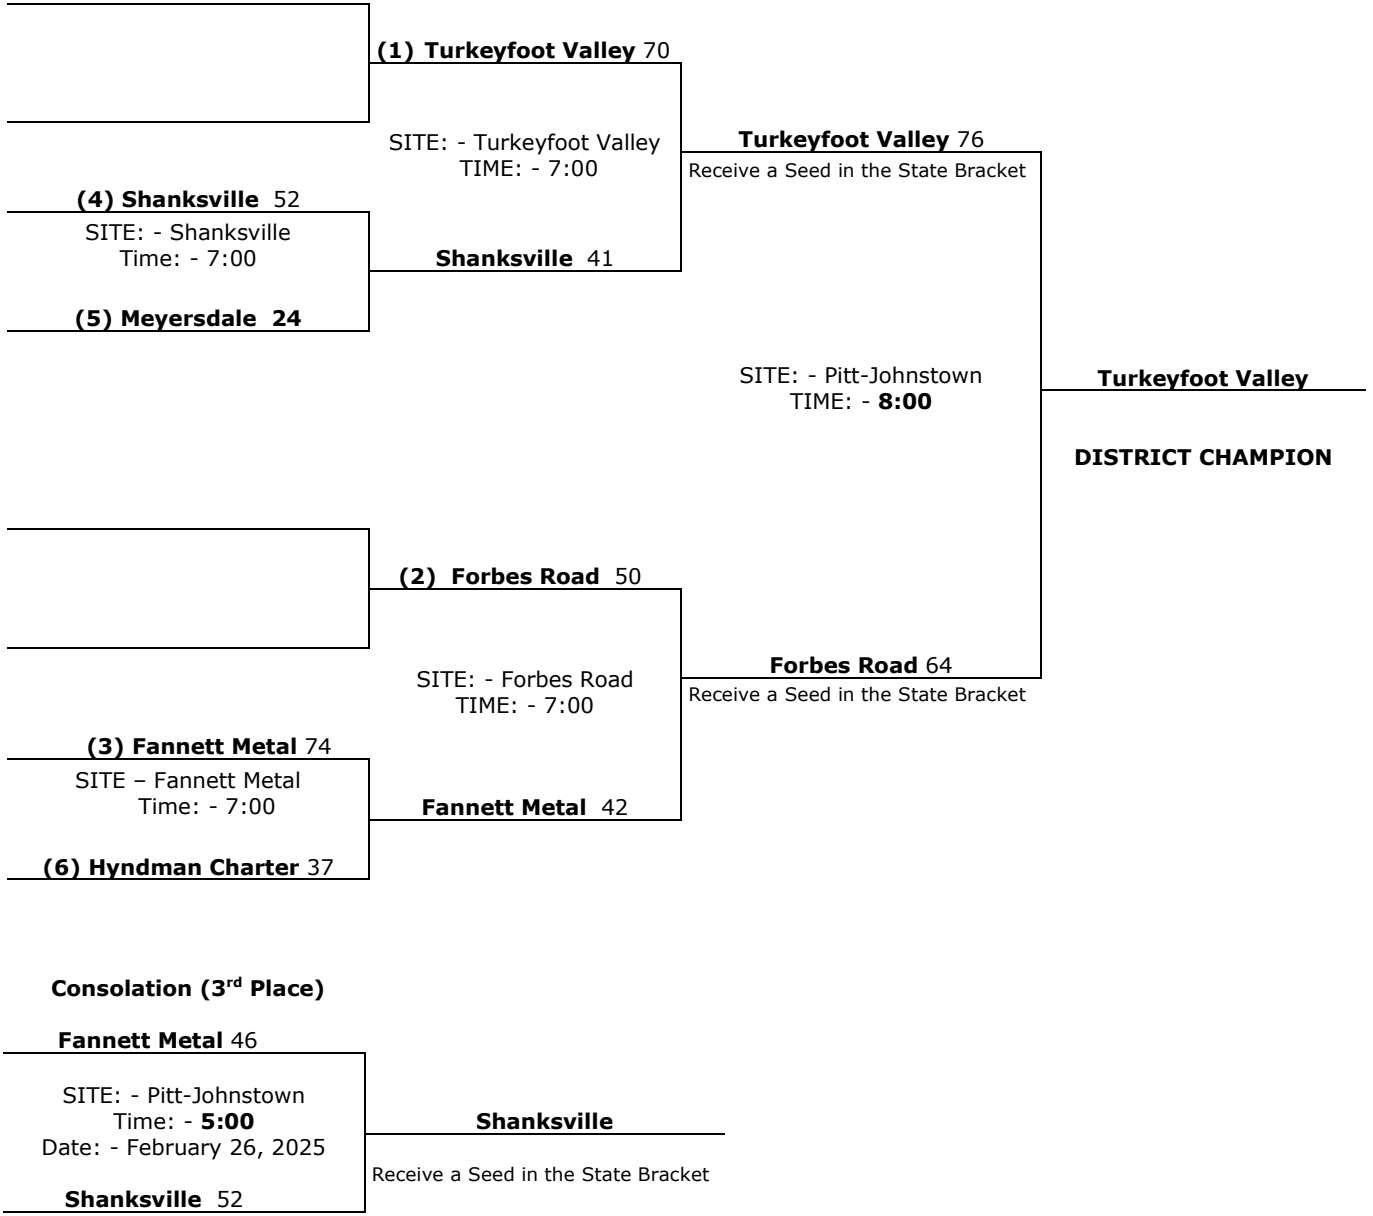 (1) Turkeyfoot Valley 70
SITE: - Turkeyfoot Valley
TIME: - 7:00
Turkeyfoot Valley 76
Receive a Seed in the State Bracket
(4) Shanksville 52
SITE: - Shanksville
Time: - 7:00
Shanksville 41
(5) Meyersdale 24
SITE: - Pitt-Johnstown
TIME: - 8:00
Turkeyfoot Valley
DISTRICT CHAMPION
(2) Forbes Road 50
SITE: - Forbes Road
TIME: - 7:00
Forbes Road 64
Receive a Seed in the State Bracket
(3) Fannett Metal 74
SITE – Fannett Metal
Time: - 7:00
Fannett Metal 42
(6) Hyndman Charter 37
Consolation (3rd Place)
Fannett Metal 46
SITE: - Pitt-Johnstown
Time: - 5:00
Date: - February 26, 2025
Shanksville
Receive a Seed in the State Bracket
Shanksville 52